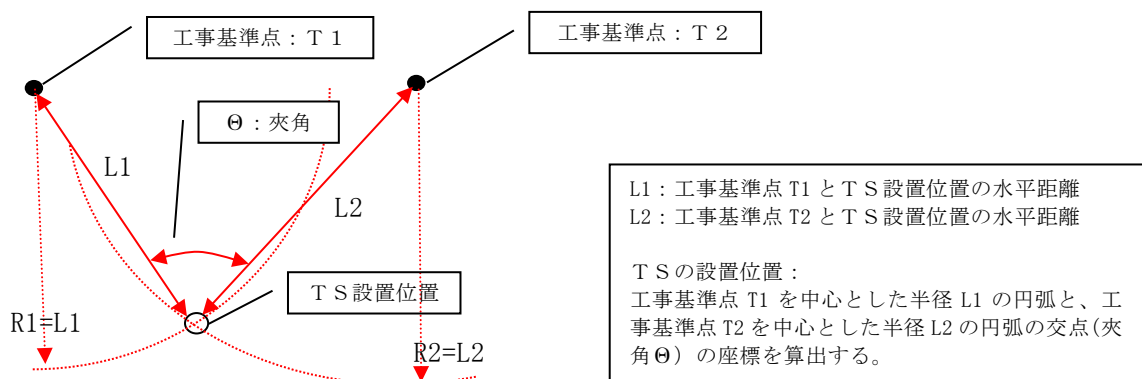 工事基準点：Ｔ１
工事基準点：Ｔ２
Θ：夾角
L1
L2
ＴＳ設置位置
R1=L1
R2=L2
L1：工事基準点 T1 とＴＳ設置位置の水平距離
L2：工事基準点 T2 とＴＳ設置位置の水平距離
ＴＳの設置位置：
工事基準点 T1 を中心とした半径 L1 の円弧と、工
事基準点 T2 を中心とした半径 L2 の円弧の交点(夾
角Θ）の座標を算出する。